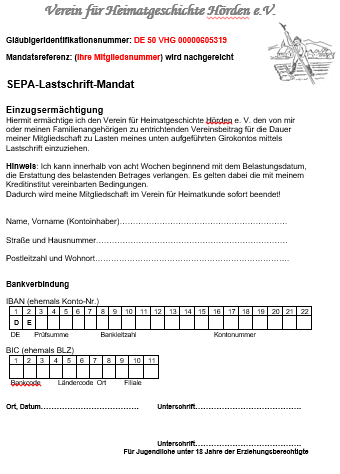 Verein für Heimatgeschichte Hörden e.V.
Gläubigeridentifikationsnummer: DE 50 VHG 00000605319
Mandatsreferenz: (Ihre Mitgliedsnummer) wird nachgereicht
SEPA-Lastschrift-Mandat
Einzugsermächtigung
Hiermit ermächtige ich den Verein für Heimatgeschichte Hörden e. V. den von mir
oder meinen Familienangehörigen zu entrichtenden Vereinsbeitrag für die Dauer
meiner Mitgliedschaft zu Lasten meines unten aufgeführten Girokontos mittels
Lastschrift einzuziehen.
Hinweis: Ich kann innerhalb von acht Wochen beginnend mit dem Belastungsdatum,
die Erstattung des belastenden Betrages verlangen. Es gelten dabei die mit meinem
Kreditinstitut vereinbarten Bedingungen.
Dadurch wird meine Mitgliedschaft im Verein für Heimatkunde sofort beendet!
Name, Vorname (Kontoinhaber)……………………………………………………
Straße und Hausnummer……………………………………………………………
Postleitzahl und Wohnort……………………………………………………………
Bankverbindung
IBAN (ehemals Konto-Nr.)
1 2 3 4 5 6 7 8 9 10 11 12 13 14 15 16 17 18 19 20 21 22
D E
DE Prüfsumme Bankleitzahl Kontonummer
BIC (ehemals BLZ)
1 2 3 4 5 6 7 8 9 10 11
Bankcode Ländercode Ort Filiale
Ort, Datum………………………………… Unterschrift……………………………………
Unterschrift……………………………………
Für Jugendliche unter 18 Jahre der Erziehungsberechtigte